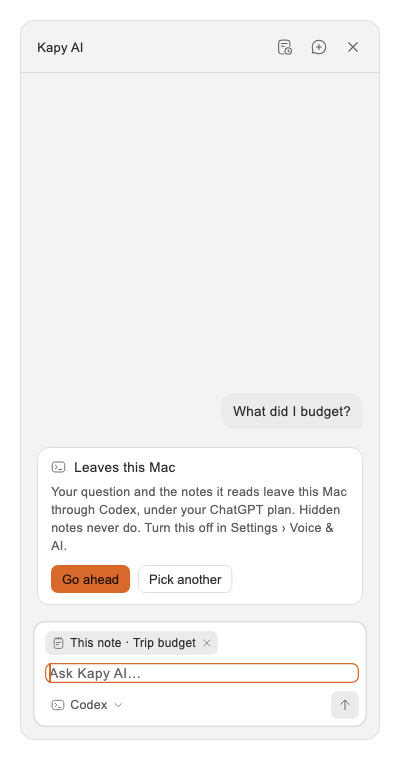 Kapy AI
What did I budget?
Leaves this Mac
Your question and the notes it reads leave this Mac
through Codex, under your ChatGPT plan. Hidden
notes never do. Turn this off in Settings › Voice &
AI.
Go ahead
Pick another
This note · Trip budget
Ask Kapy AI…
Codex